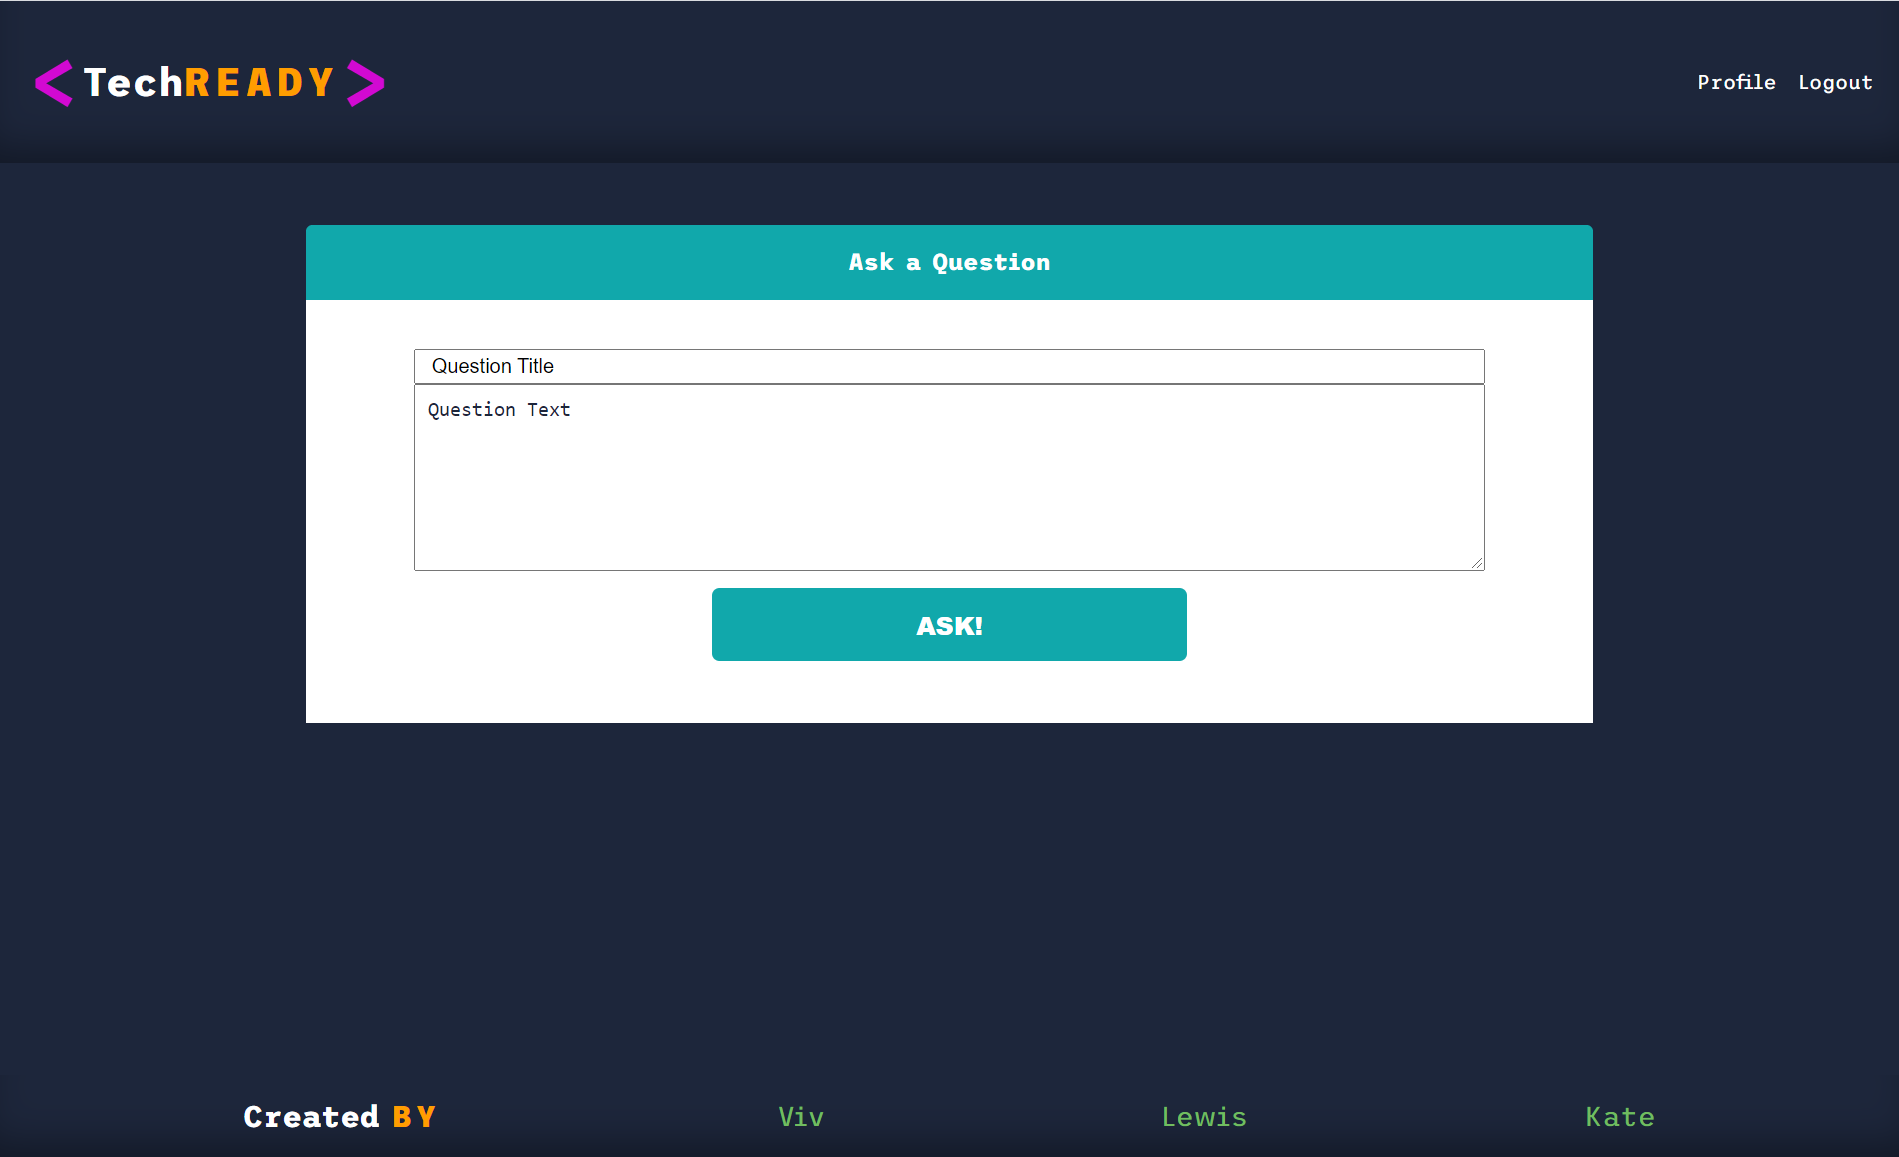 < TechREADY >
Profile Logout
Ask a Question
Question Title
Question Text
ASK!
Created BY Viv Lewis Kate